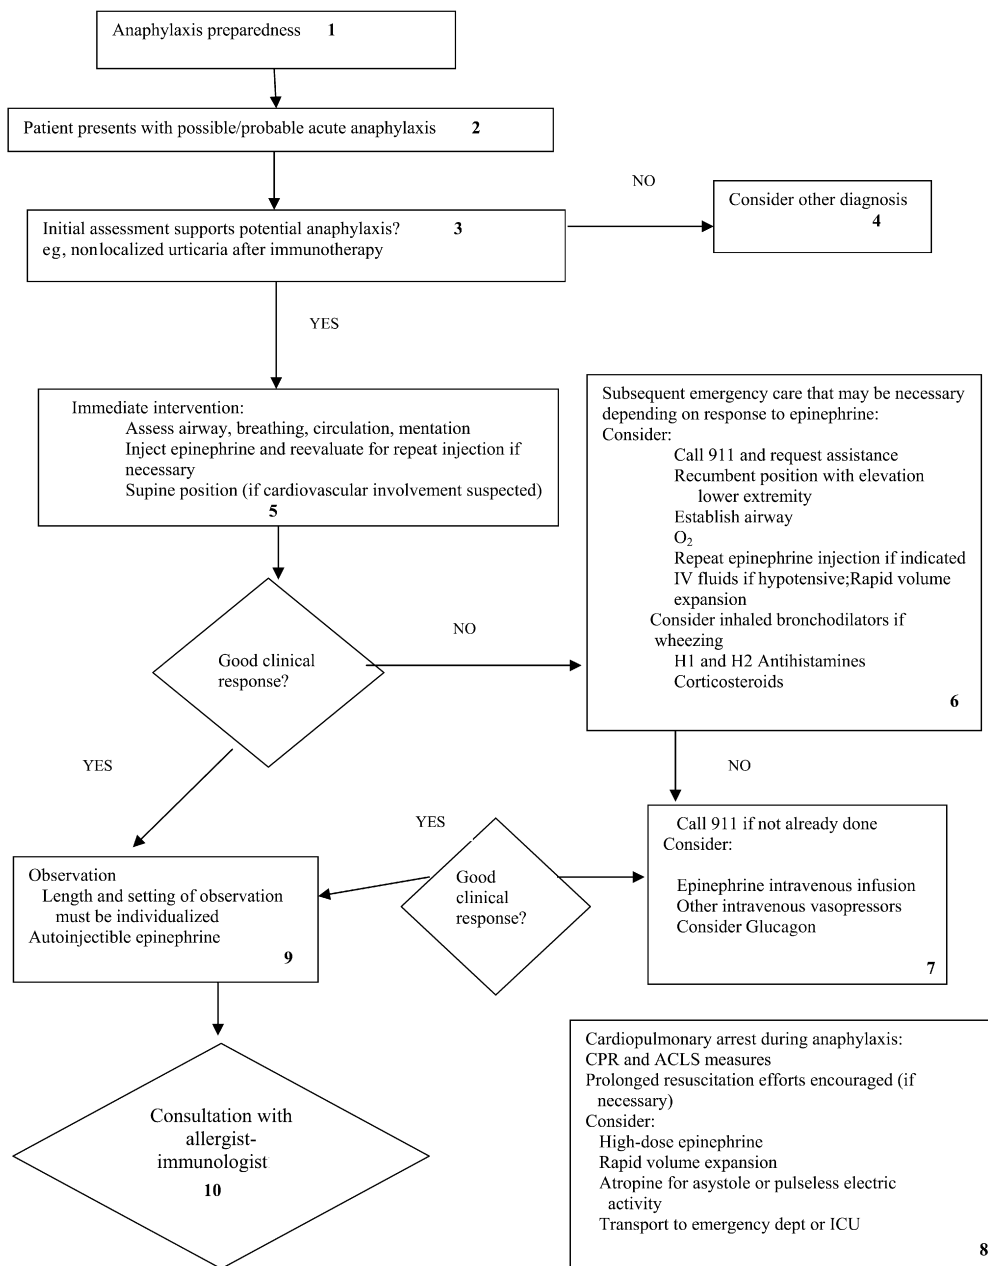 Anaphylaxis preparedness 1
Patient presents with possible/probable acute anaphylaxis 2
NO
Initial assessment supports potential anaphylaxis? 3
eg, nonlocalized urticaria after immunotherapy
Consider other diagnosis
4
YES
Immediate intervention:
Assess airway, breathing, circulation, mentation
Inject epinephrine and reevaluate for repeat injection if
necessary
Supine position (if cardiovascular involvement suspected)
5
Subsequent emergency care that may be necessary
depending on response to epinephrine:
Consider:
Call 911 and request assistance
Recumbent position with elevation
lower extremity
Establish airway
O₂
Repeat epinephrine injection if indicated
IV fluids if hypotensive;Rapid volume
expansion
Consider inhaled bronchodilators if
wheezing
H1 and H2 Antihistamines
Corticosteroids
6
Good clinical
response?
NO
YES
NO
Call 911 if not already done
Consider:
Epinephrine intravenous infusion
Other intravenous vasopressors
Consider Glucagon
7
YES
Good
clinical
response?
Observation
Length and setting of observation
must be individualized
Autoinjectible epinephrine
9
Consultation with
allergist-
immunologist
10
Cardiopulmonary arrest during anaphylaxis:
CPR and ACLS measures
Prolonged resuscitation efforts encouraged (if
necessary)
Consider:
High-dose epinephrine
Rapid volume expansion
Atropine for asystole or pulseless electric
activity
Transport to emergency dept or ICU
8